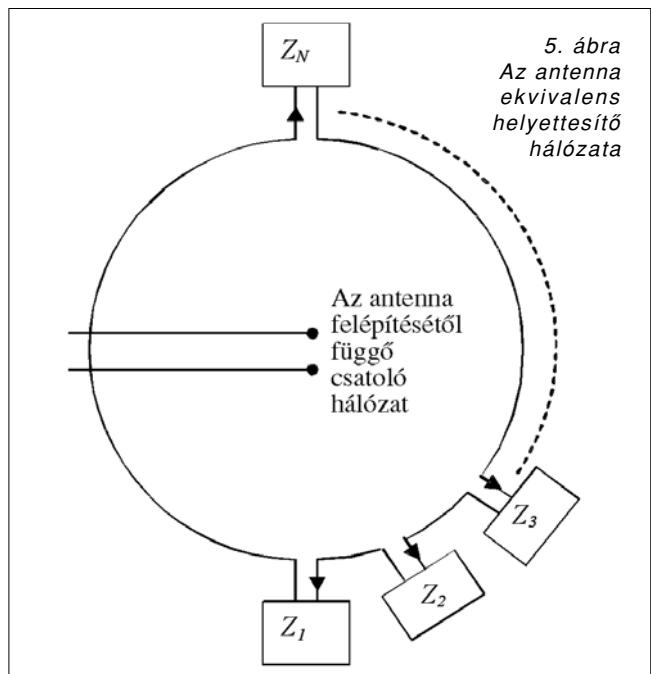 Z_N
5. ábra
Az antenna
ekvivalens
helyettesítő
hálózata
Az antenna
felépítésétől
függő
csatoló
hálózat
Z_3
Z_2
Z_1